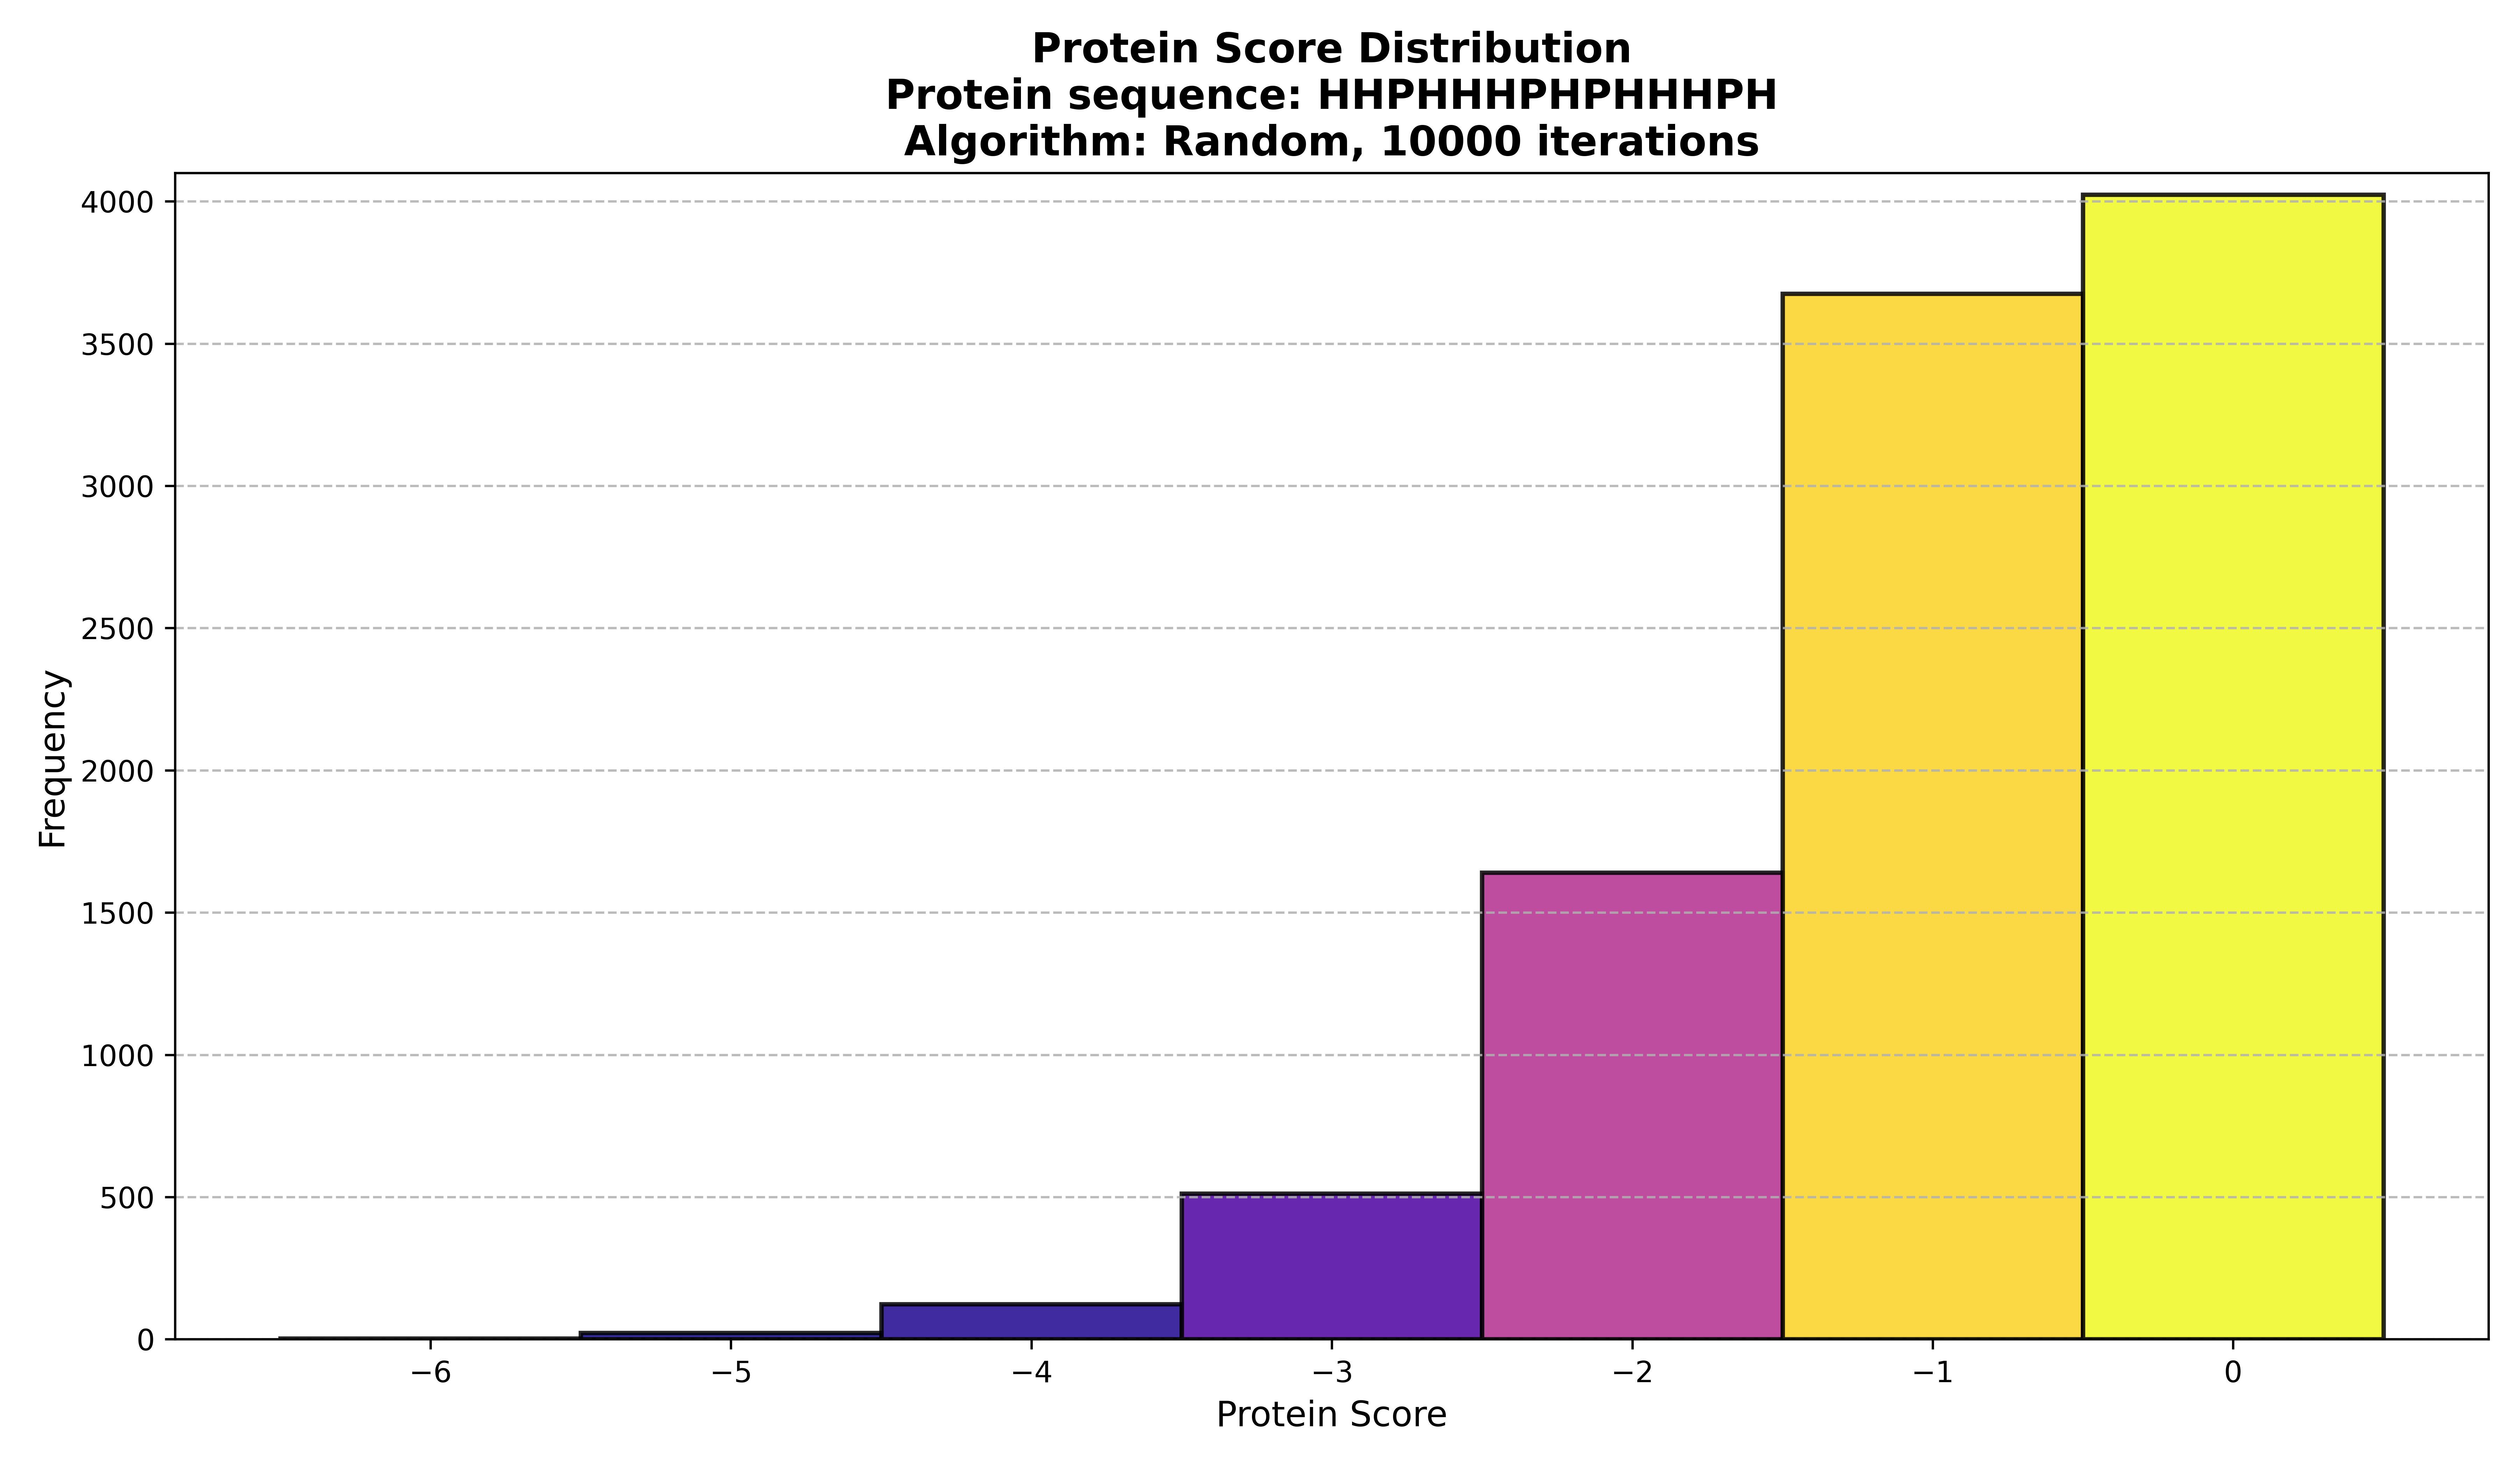 Protein Score Distribution
Protein sequence: HHPHHHPHPHHHPH
Algorithm: Random, 10000 iterations
4000
3500
3000
2500
2000
1500
1000
500
0
Frequency
−6 −5 −4 −3 −2 −1 0
Protein Score